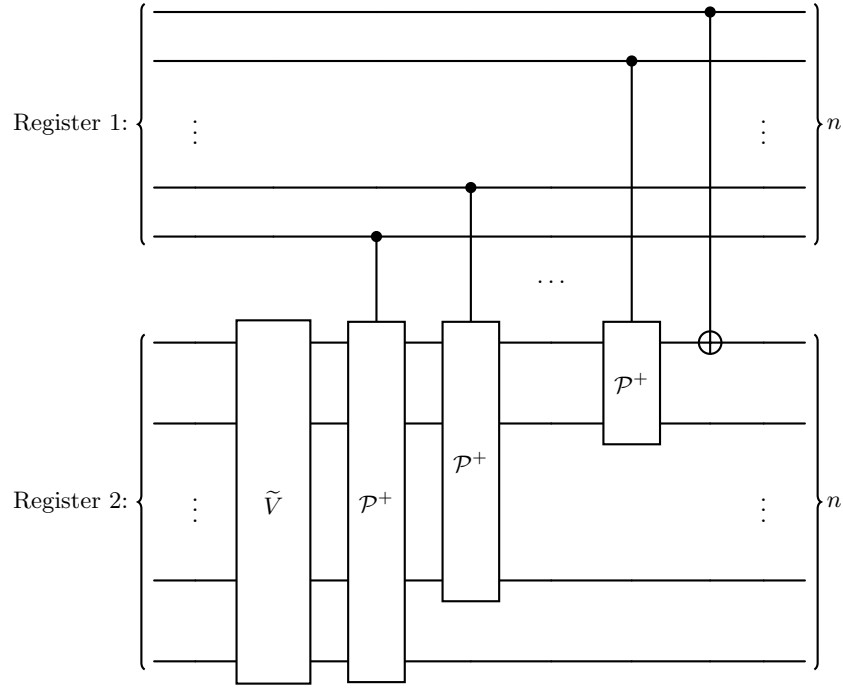 Register 1:
⋮
⋮
n
…
𝒫⁺
𝒫⁺
Register 2:
⋮
Ṽ
𝒫⁺
⋮
n